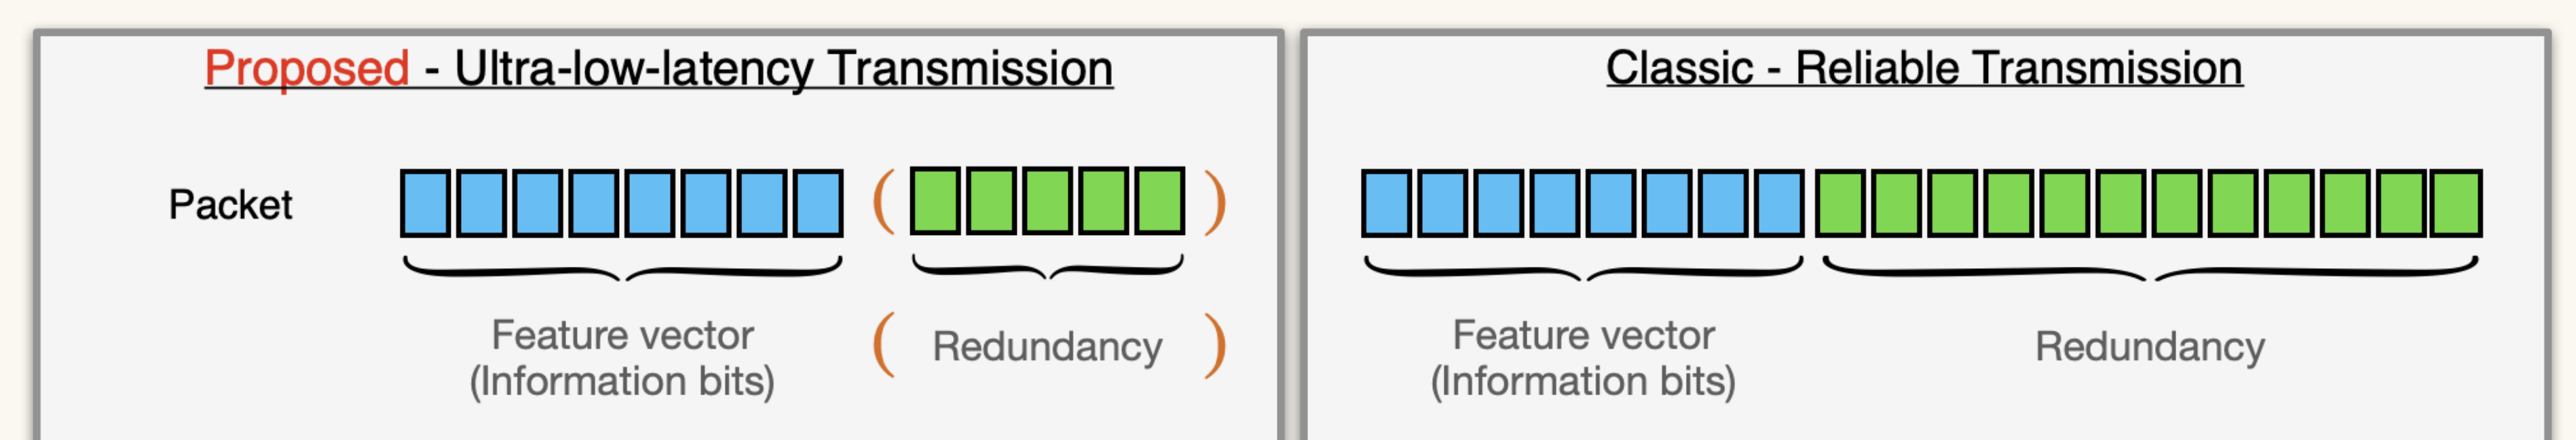 Proposed - Ultra-low-latency Transmission
Packet
Feature vector
(Information bits)
( Redundancy )
Classic - Reliable Transmission
Feature vector
(Information bits)
Redundancy